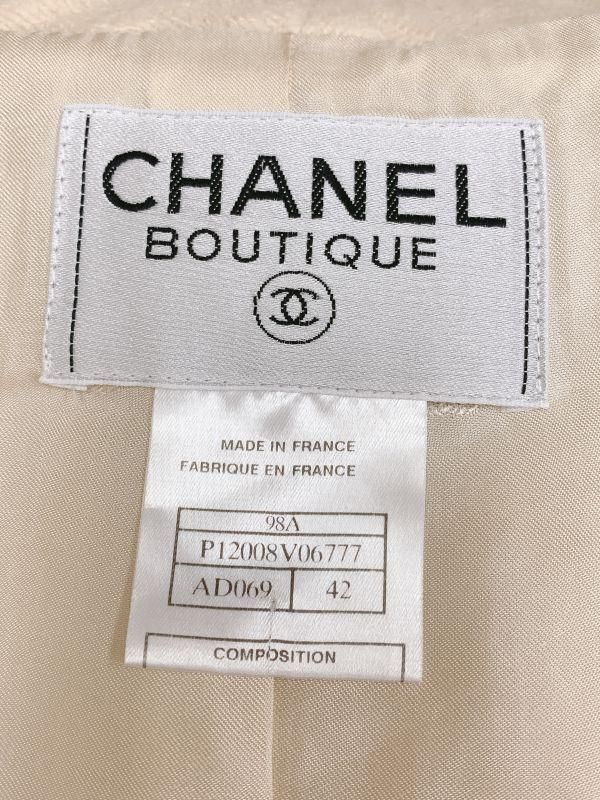 CHANEL
BOUTIQUE
MADE IN FRANCE
FABRIQUE EN FRANCE
98A
P12008V06777
AD069 42
COMPOSITION